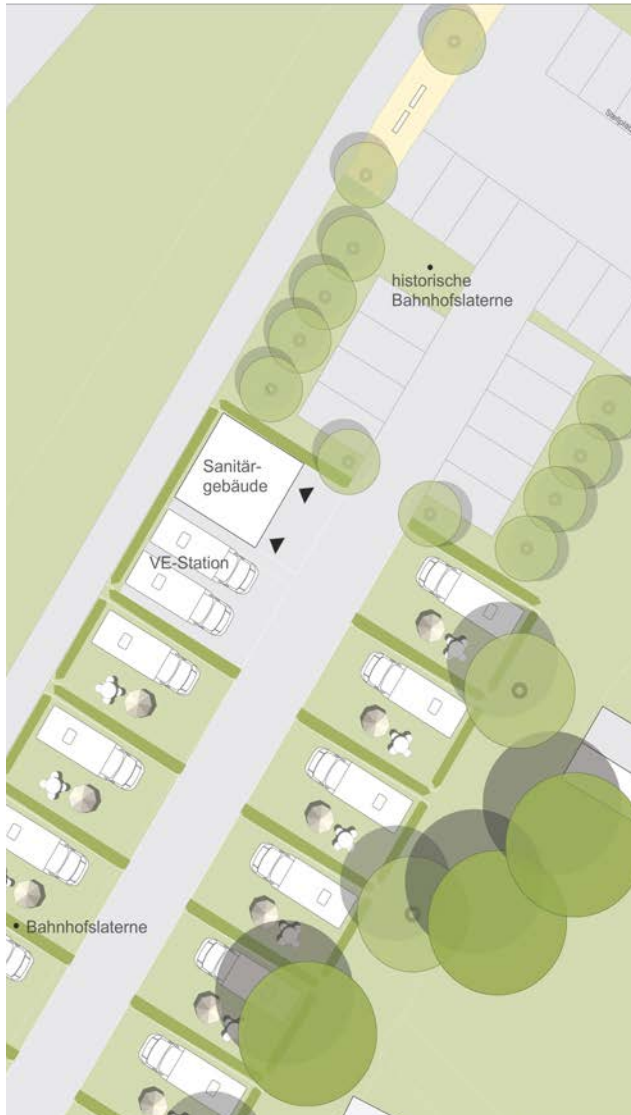 historische
Bahnhofslaterne
Sanitär-
gebäude
VE-Station
Bahnhofslaterne